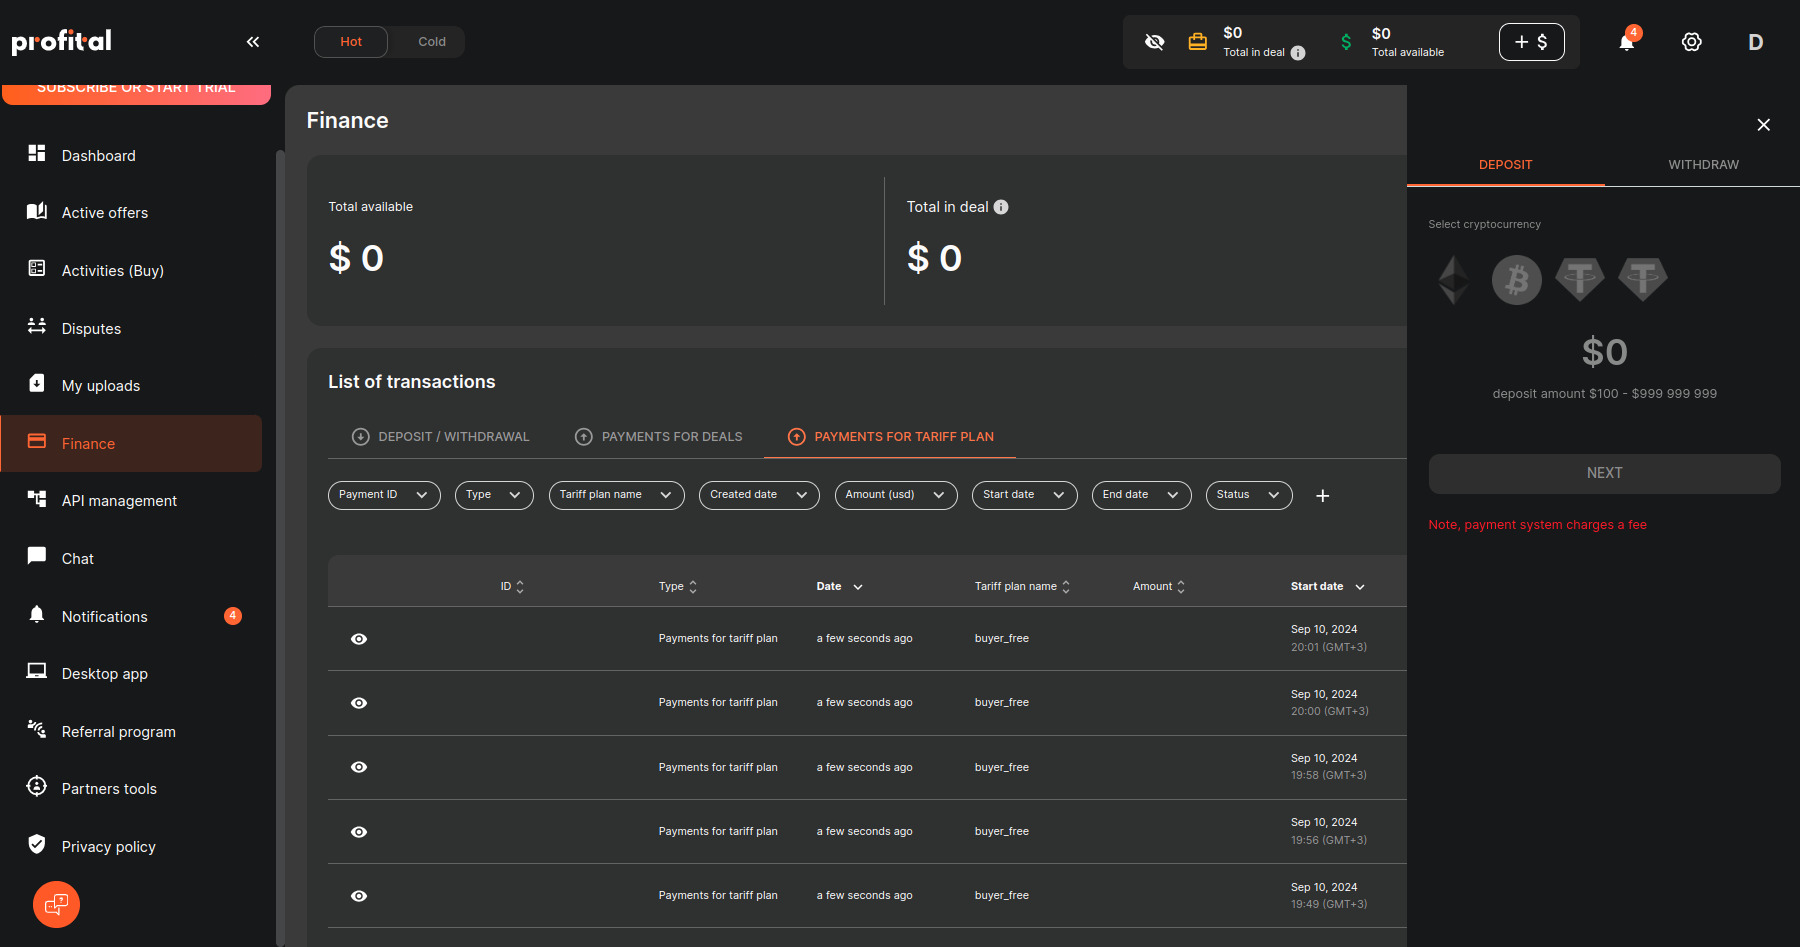 profital
Hot
Cold
$0
Total in deal
$0
Total available
+ $
4
D
SUBSCRIBE OR START TRIAL
Dashboard
Active offers
Activities (Buy)
Disputes
My uploads
Finance
API management
Chat
Notifications
4
Desktop app
Referral program
Partners tools
Privacy policy
Finance
Total available
$ 0
Total in deal
$ 0
List of transactions
DEPOSIT / WITHDRAWAL
PAYMENTS FOR DEALS
PAYMENTS FOR TARIFF PLAN
Payment ID
Type
Tariff plan name
Created date
Amount (usd)
Start date
End date
Status
+
ID
Type
Date
Tariff plan name
Amount
Start date
Payments for tariff plan
a few seconds ago
buyer_free
Sep 10, 2024
20:01 (GMT+3)
Payments for tariff plan
a few seconds ago
buyer_free
Sep 10, 2024
20:00 (GMT+3)
Payments for tariff plan
a few seconds ago
buyer_free
Sep 10, 2024
19:58 (GMT+3)
Payments for tariff plan
a few seconds ago
buyer_free
Sep 10, 2024
19:56 (GMT+3)
Payments for tariff plan
a few seconds ago
buyer_free
Sep 10, 2024
19:49 (GMT+3)
DEPOSIT
WITHDRAW
Select cryptocurrency
$0
deposit amount $100 - $999 999 999
NEXT
Note, payment system charges a fee